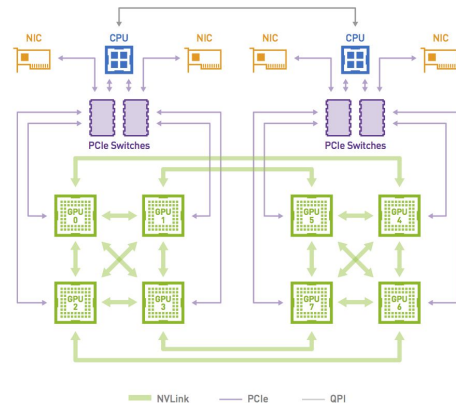 NIC CPU NIC NIC CPU NIC
PCIe Switches PCIe Switches
GPU GPU GPU GPU
0 1 5 4
GPU GPU GPU GPU
2 3 7 6
NVLink PCIe QPI